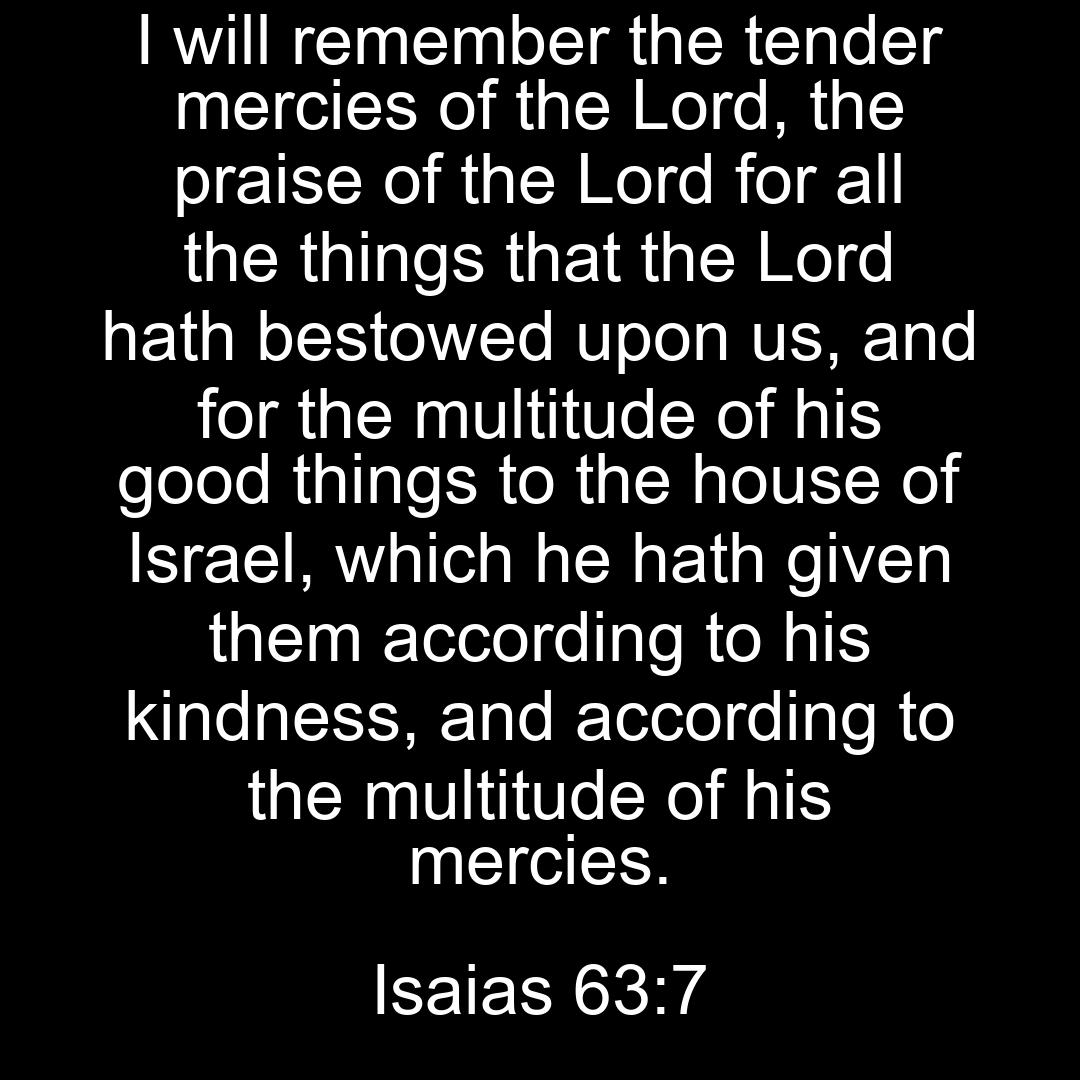 I will remember the tender
mercies of the Lord, the
praise of the Lord for all
the things that the Lord
hath bestowed upon us, and
for the multitude of his
good things to the house of
Israel, which he hath given
them according to his
kindness, and according to
the multitude of his
mercies.
Isaias 63:7